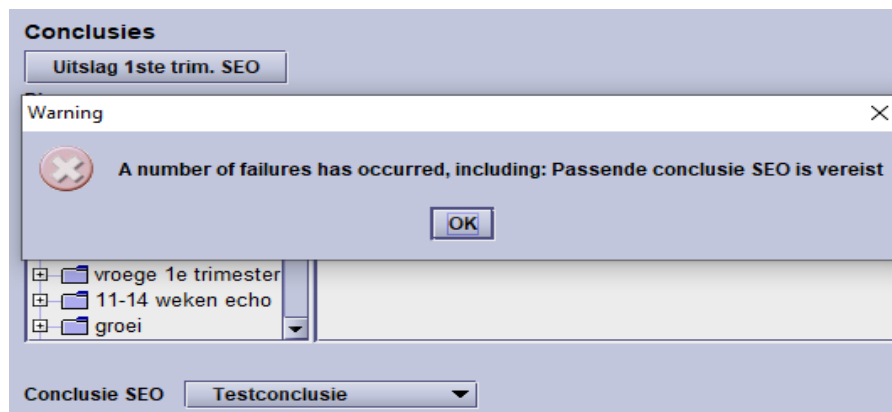 Conclusies
Uitslag 1ste trim. SEO
Warning
A number of failures has occurred, including: Passende conclusie SEO is vereist
OK
vroege 1e trimester
11-14 weken echo
groei
Conclusie SEO Testconclusie